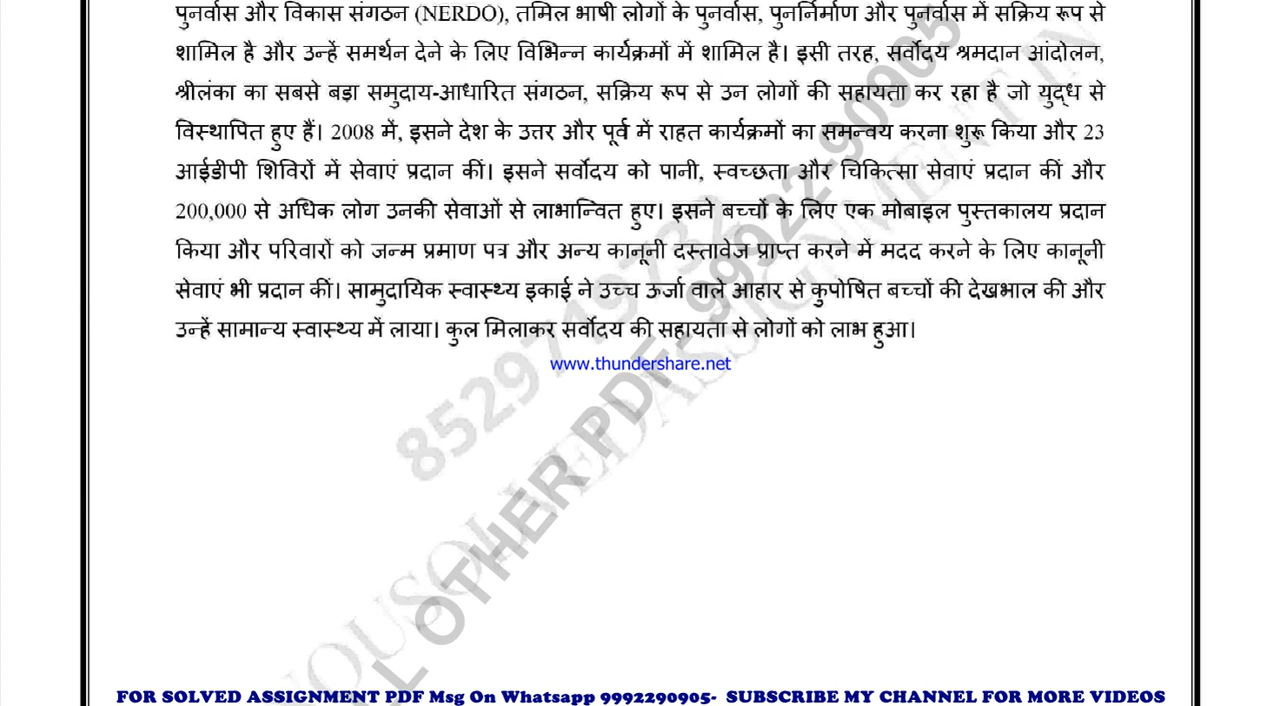 पुनर्वास और विकास संगठन (NERDO), तमिल भाषी लोगों के पुनर्वास, पुनर्निर्माण और पुनर्वास में सक्रिय रूप से
शामिल है और उन्हें समर्थन देने के लिए विभिन्न कार्यक्रमों में शामिल है। इसी तरह, सर्वोदय श्रमदान आंदोलन,
श्रीलंका का सबसे बड़ा समुदाय-आधारित संगठन, सक्रिय रूप से उन लोगों की सहायता कर रहा है जो युद्ध से
विस्थापित हुए हैं। 2008 में, इसने देश के उत्तर और पूर्व में राहत कार्यक्रमों का समन्वय करना शुरू किया और 23
आईडीपी शिविरों में सेवाएं प्रदान कीं। इसने सर्वोदय को पानी, स्वच्छता और चिकित्सा सेवाएं प्रदान कीं और
200,000 से अधिक लोग उनकी सेवाओं से लाभान्वित हुए। इसने बच्चों के लिए एक मोबाइल पुस्तकालय प्रदान
किया और परिवारों को जन्म प्रमाण पत्र और अन्य कानूनी दस्तावेज प्राप्त करने में मदद करने के लिए कानूनी
सेवाएं भी प्रदान कीं। सामुदायिक स्वास्थ्य इकाई ने उच्च ऊर्जा वाले आहार से कुपोषित बच्चों की देखभाल की और
उन्हें सामान्य स्वास्थ्य में लाया। कुल मिलाकर सर्वोदय की सहायता से लोगों को लाभ हुआ।
www.thundershare.net
8529719732
OTHER PDF- 99922-90905
FOR SOLVED ASSIGNMENT PDF Msg On Whatsapp 9992290905- SUBSCRIBE MY CHANNEL FOR MORE VIDEOS